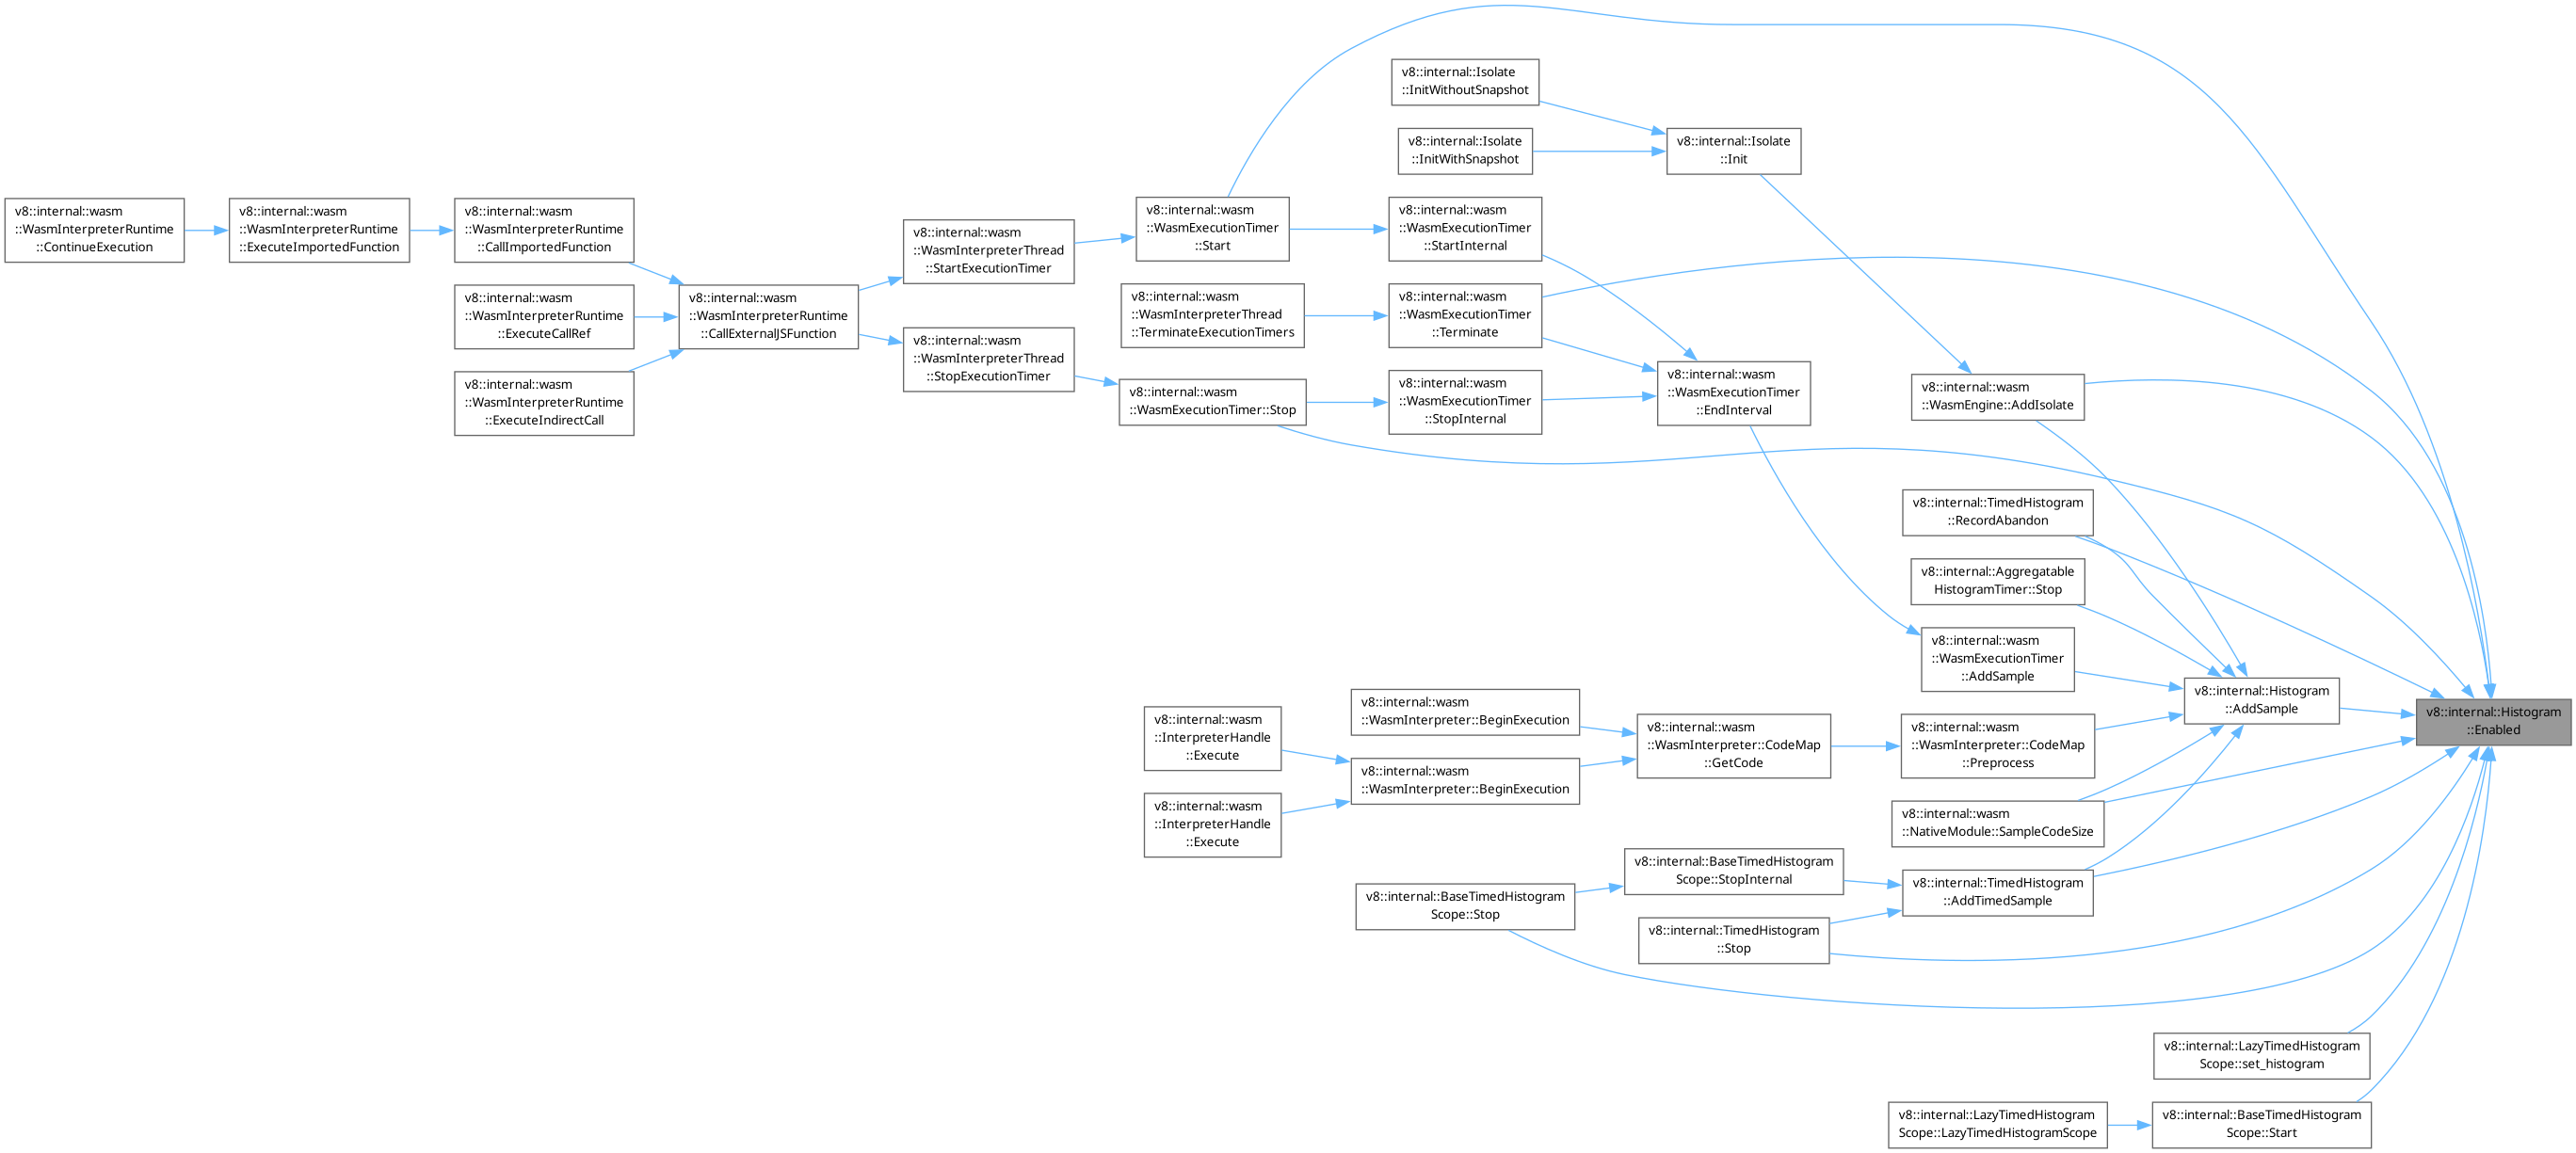 v8::internal::Isolate
::InitWithoutSnapshot
v8::internal::Isolate
::InitWithSnapshot
v8::internal::Isolate
::Init
v8::internal::wasm
::WasmInterpreterRuntime
::ContinueExecution
v8::internal::wasm
::WasmInterpreterRuntime
::ExecuteImportedFunction
v8::internal::wasm
::WasmInterpreterRuntime
::CallImportedFunction
v8::internal::wasm
::WasmInterpreterThread
::StartExecutionTimer
v8::internal::wasm
::WasmExecutionTimer
::Start
v8::internal::wasm
::WasmExecutionTimer
::StartInternal
v8::internal::wasm
::WasmInterpreterRuntime
::ExecuteCallRef
v8::internal::wasm
::WasmInterpreterRuntime
::CallExternalJSFunction
v8::internal::wasm
::WasmInterpreterThread
::TerminateExecutionTimers
v8::internal::wasm
::WasmExecutionTimer
::Terminate
v8::internal::wasm
::WasmInterpreterRuntime
::ExecuteIndirectCall
v8::internal::wasm
::WasmInterpreterThread
::StopExecutionTimer
v8::internal::wasm
::WasmExecutionTimer::Stop
v8::internal::wasm
::WasmExecutionTimer
::StopInternal
v8::internal::wasm
::WasmExecutionTimer
::EndInterval
v8::internal::wasm
::WasmEngine::AddIsolate
v8::internal::TimedHistogram
::RecordAbandon
v8::internal::Aggregatable
HistogramTimer::Stop
v8::internal::wasm
::WasmExecutionTimer
::AddSample
v8::internal::Histogram
::AddSample
v8::internal::Histogram
::Enabled
v8::internal::wasm
::WasmInterpreter::BeginExecution
v8::internal::wasm
::InterpreterHandle
::Execute
v8::internal::wasm
::WasmInterpreter::CodeMap
::GetCode
v8::internal::wasm
::WasmInterpreter::CodeMap
::Preprocess
v8::internal::wasm
::WasmInterpreter::BeginExecution
v8::internal::wasm
::InterpreterHandle
::Execute
v8::internal::wasm
::NativeModule::SampleCodeSize
v8::internal::BaseTimedHistogram
Scope::StopInternal
v8::internal::BaseTimedHistogram
Scope::Stop
v8::internal::TimedHistogram
::AddTimedSample
v8::internal::TimedHistogram
::Stop
v8::internal::LazyTimedHistogram
Scope::set_histogram
v8::internal::LazyTimedHistogram
Scope::LazyTimedHistogramScope
v8::internal::BaseTimedHistogram
Scope::Start